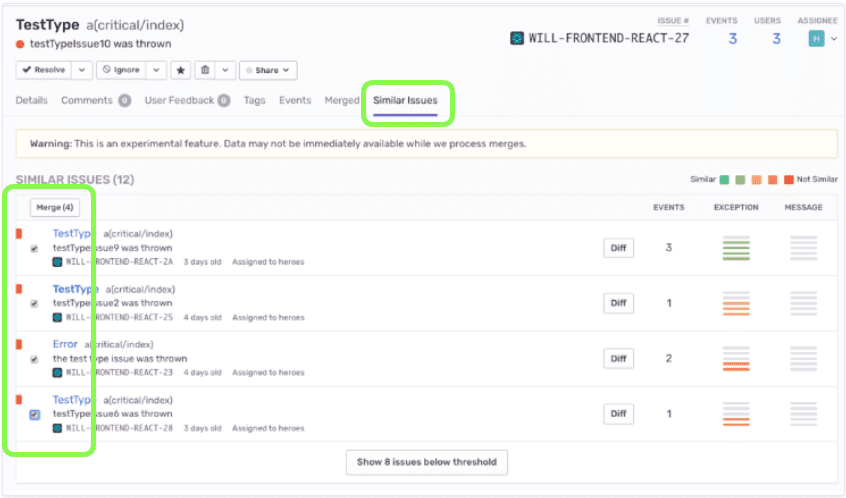 TestType a(critical/index)
testTypeIssue10 was thrown
ISSUE # EVENTS USERS ASSIGNEE
WILL-FRONTEND-REACT-27 3 3 H
Resolve Ignore Share
Details Comments 0 User Feedback 0 Tags Events Merged Similar Issues
Warning: This is an experimental feature. Data may not be immediately available while we process merges.
SIMILAR ISSUES (12) Similar Not Similar
Merge (4) EVENTS EXCEPTION MESSAGE
TestType a(critical/index)
testTypeIssue9 was thrown Diff 3
WILL-FRONTEND-REACT-2A 3 days old Assigned to heroes
TestType a(critical/index)
testTypeIssue2 was thrown Diff 1
WILL-FRONTEND-REACT-25 4 days old Assigned to heroes
Error a(critical/index)
the test type issue was thrown Diff 2
WILL-FRONTEND-REACT-23 4 days old Assigned to heroes
TestType a(critical/index)
testTypeIssue6 was thrown Diff 1
WILL-FRONTEND-REACT-28 3 days old Assigned to heroes
Show 8 issues below threshold